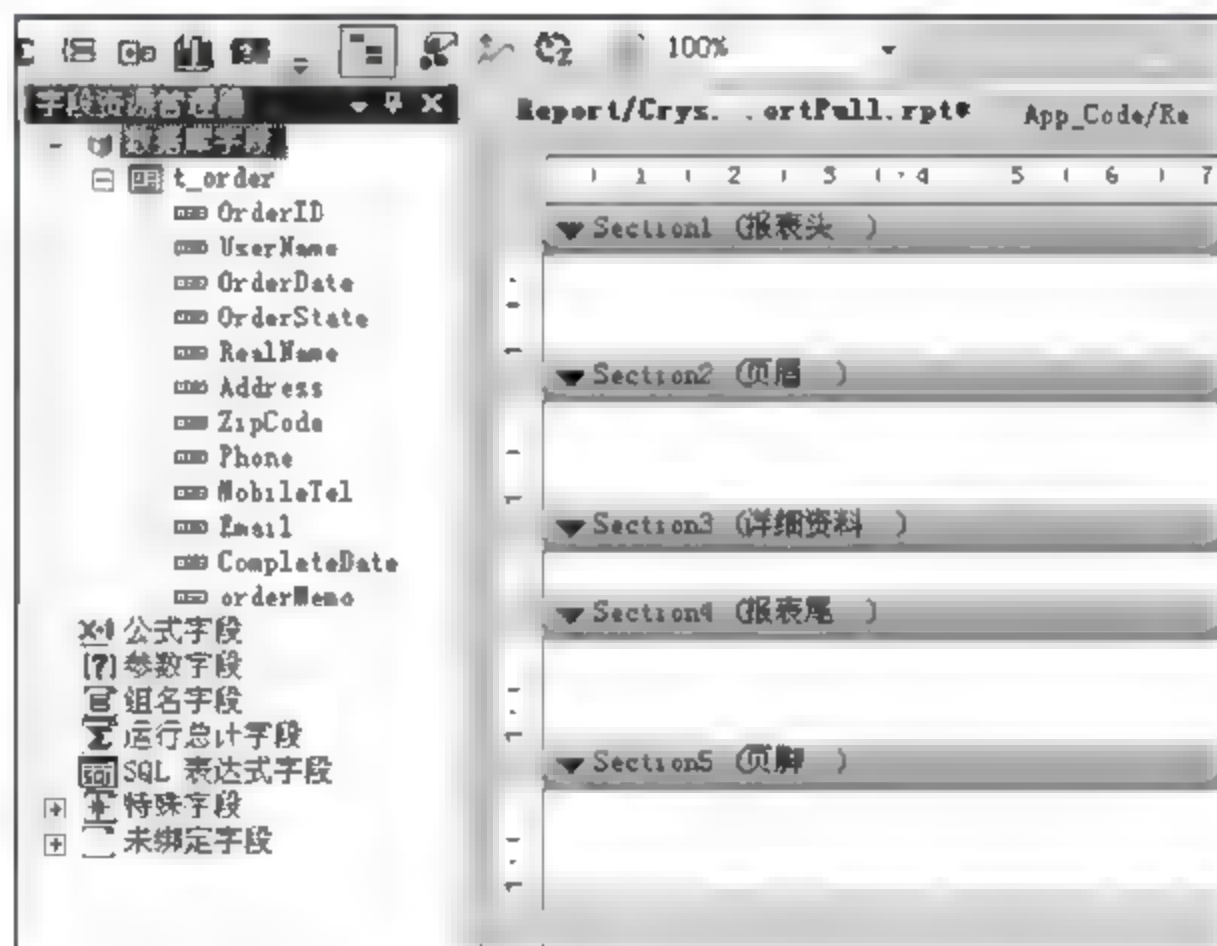 100%
字段资源管理器
Report/Crys. . ortPull.rpt* App_Code/Re
数据库字段
1 2 3 4 5 6 7
t_order
Section1 (报表头 )
OrderID
UserName
OrderDate
OrderState
RealName
Section2 (页眉 )
Address
ZipCode
Phone
MobileTel
Email
Section3 (详细资料 )
CompleteDate
orderMemo
Section4 (报表尾 )
公式字段
参数字段
组名字段
运行总计字段
Section5 (页脚 )
SQL 表达式字段
特殊字段
未绑定字段